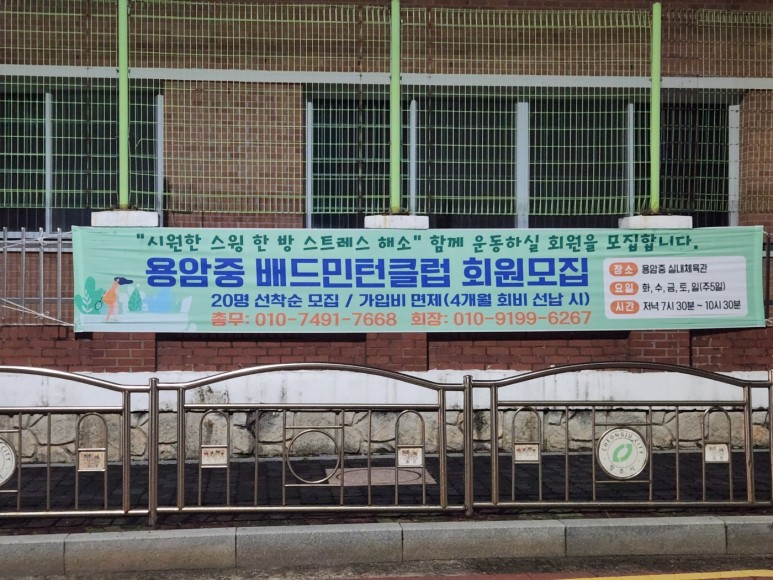 "시원한 스윙 한 방 스트레스 해소" 함께 운동하실 회원을 모집합니다.
용암중 배드민턴클럽 회원모집
20명 선착순 모집 / 가입비 면제(4개월 회비 선납 시)
총무: 010-7491-7668 회장: 010-9199-6267
장소 용암중 실내체육관
요일 화, 수, 금, 토, 일(주5일)
시간 저녁 7시 30분 ~ 10시 30분
CHEONGJU CITY